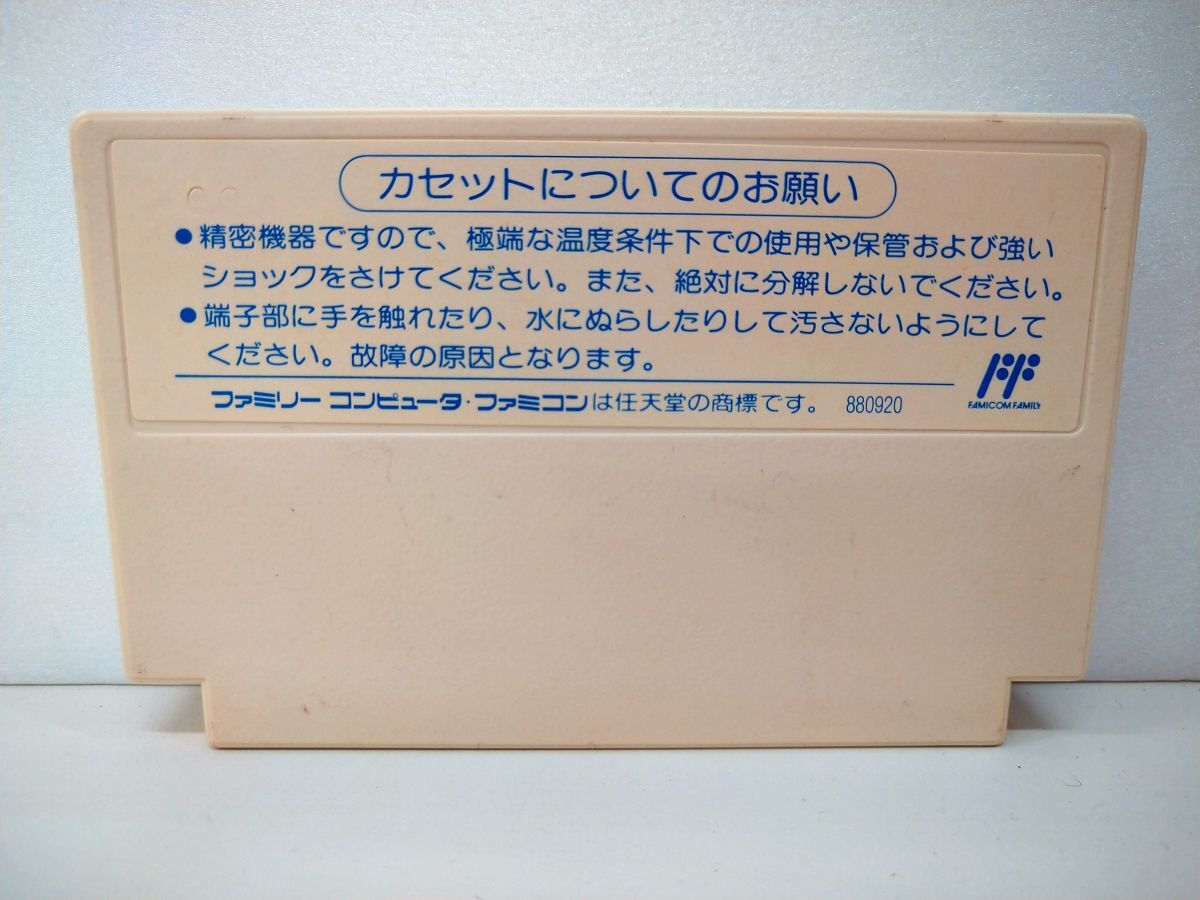 カセットについてのお願い
●精密機器ですので、極端な温度条件下での使用や保管および強い
ショックをさけてください。また、絶対に分解しないでください。
●端子部に手を触れたり、水にぬらしたりして汚さないようにして
ください。故障の原因となります。
ファミリーコンピュータ・ファミコンは任天堂の商標です。 880920
FF
FAMICOM FAMILY